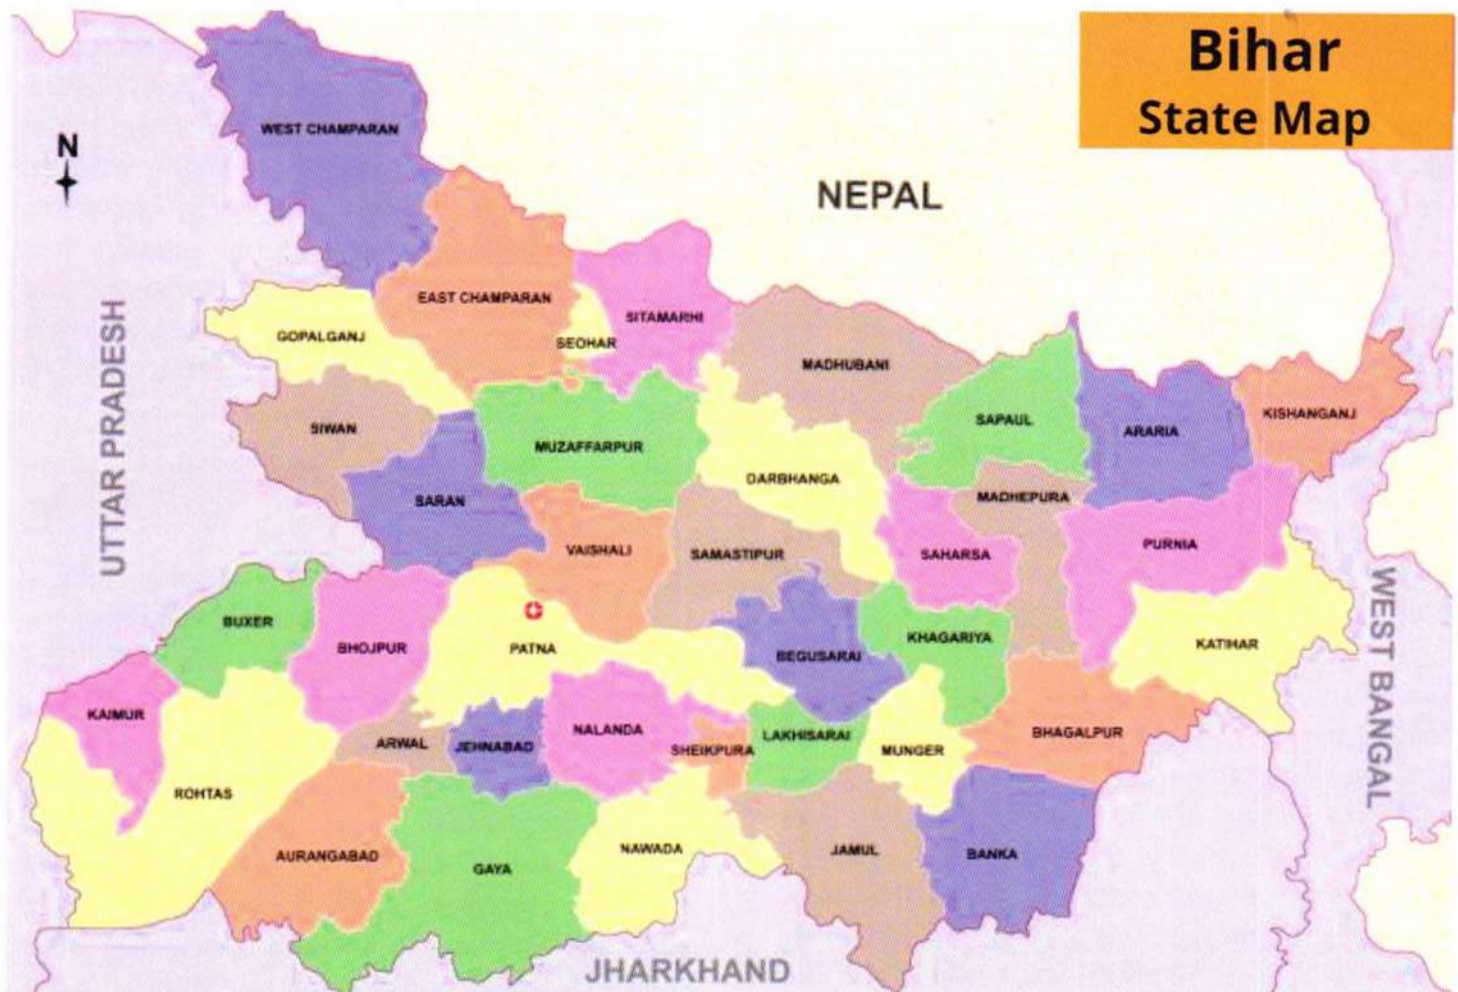 Bihar
State Map
N
WEST CHAMPARAN
NEPAL
EAST CHAMPARAN
SITAMARHI
GOPALGANJ
SEOHAR
MADHUBANI
UTTAR PRADESH
SIWAN
SAPAUL
ARARIA
KISHANGANJ
MUZAFFARPUR
DARBHANGA
SARAN
MADHEPURA
VAISHALI
SAMASTIPUR
SAHARSA
PURNIA
BUXER
BHOJPUR
PATNA
BEGUSARAI
KHAGARIYA
KATIHAR
WEST BANGAL
KAIMUR
ARWAL
JEHNABAD
NALANDA
SHEIKPURA
LAKHISARAI
MUNGER
BHAGALPUR
ROHTAS
AURANGABAD
GAYA
NAWADA
JAMUL
BANKA
JHARKHAND